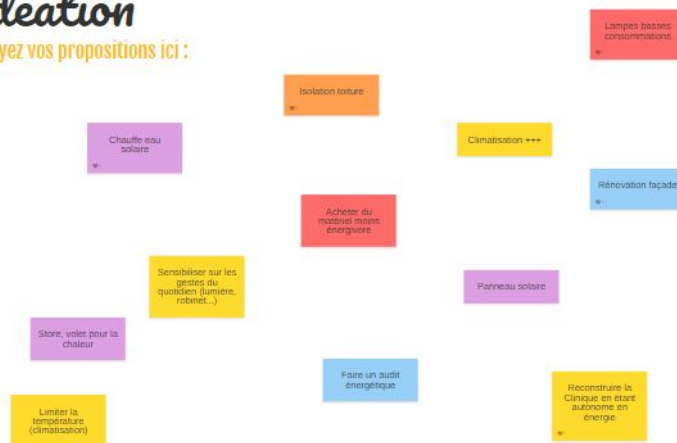 déation
yez vos propositions ici :
Lampes basses
consommations
Isolation toiture
Chauffe eau
solaire
Climatisation +++
Rénovation façade
Acheter du
matériel moins
énergivore
Sensibiliser sur les
gestes du
quotidien (lumière,
robinet...)
Panneau solaire
Store, volet pour la
chaleur
Faire un audit
énergétique
Reconstruire la
Clinique en étant
autonome en
énergie
Limiter la
température
(climatisation)